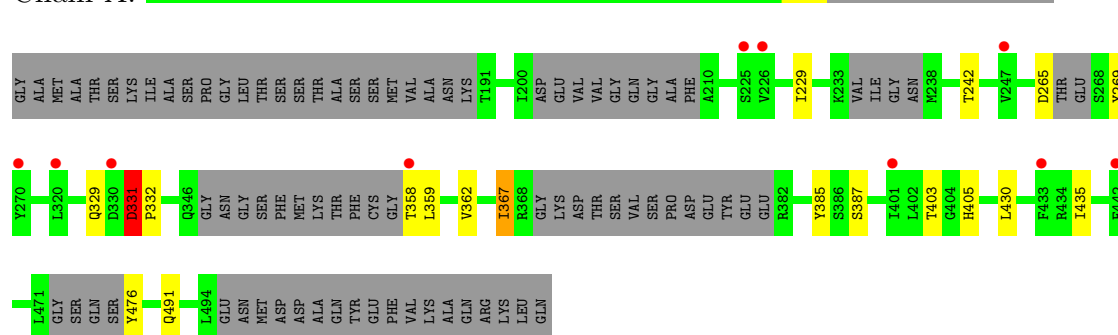 GLY ALA MET ALA THR SER LYS ILE ALA SER PRO GLY LEU THR SER SER THR ALA SER SER MET VAL ALA ASN LYS T191 I200 ASP GLU VAL VAL GLY GLN GLY ALA PHE A210 S225 V226 I229 K233 VAL ILE GLY ASN M238 T242 V247 D265 THR GLU S268
Y270 L320 Q329 D330 D331 P332 Q346 GLY ASN GLY SER PHE MET LYS THR PHE CYS GLY T358 L359 V362 I367 R368 GLY LYS ASP THR SER VAL SER PRO ASP GLU TYR GLU GLU R382 Y385 S386 S387 I401 L402 T403 G404 H405 L430 F433 R434 I435
L471 GLY SER GLN SER Y476 Q491 L494 GLU ASN MET ASP ASP ALA GLN TYR GLU PHE VAL LYS ALA GLN ARG LYS LEU GLN